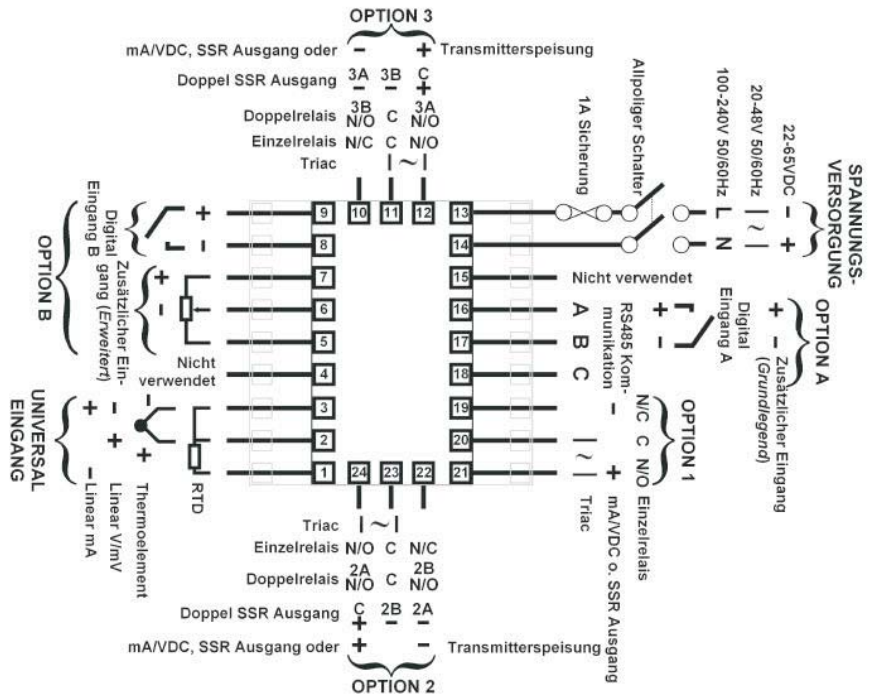 OPTION 3
mA/VDC, SSR Ausgang oder − + Transmitterspeisung
Doppel SSR Ausgang 3A − 3B − C +
Doppelrelais 3B N/O C 3A N/O
Einzelrelais N/C C N/O
Triac ~
9 10 11 12 13
8 14
7 15
6 16
5 17
4 18
3 19
2 20
1 24 23 22 21
1A Sicherung
Allpoliger Schalter
100-240V 50/60Hz L N
20-48V 50/60Hz ~
22-65VDC − +
SPANNUNGS-
VERSORGUNG
Nicht verwendet
A B C
RS485 Kom-
munikation
+ −
Digital
Eingang A
+ −
Zusätzlicher Eingang
(Grundlegend)
OPTION A
OPTION 1
N/C C N/O Einzelrelais
− + mA/VDC o. SSR Ausgang
~ Triac
+ −
Digital
Eingang B
+ −
Zusätzlicher Ein-
gang (Erweitert)
OPTION B
Nicht
verwendet
UNIVERSAL
EINGANG
RTD
− + Thermoelement
− + Linear V/mV
+ − Linear mA
Triac ~
Einzelrelais N/O C N/C
Doppelrelais 2A N/O C 2B N/O
Doppel SSR Ausgang C + 2B − 2A −
mA/VDC, SSR Ausgang oder + − Transmitterspeisung
OPTION 2